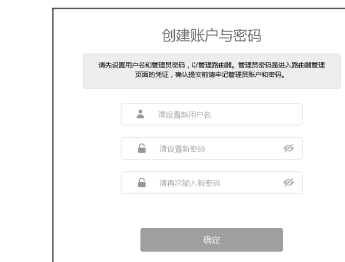 创建账户与密码
请先设置用户名和管理员密码，以管理路由器。管理员密码是进入路由器管理
页面的凭证，确认提交前请牢记管理员账户和密码。
请设置新用户名
请设置新密码
请再次输入新密码
确定